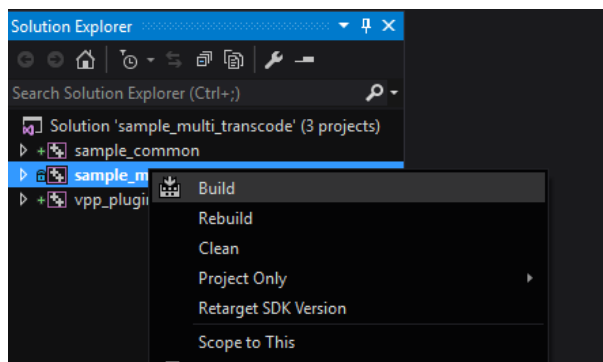 Solution Explorer
Search Solution Explorer (Ctrl+;)
Solution 'sample_multi_transcode' (3 projects)
sample_common
sample_m
vpp_plugi
Build
Rebuild
Clean
Project Only
Retarget SDK Version
Scope to This